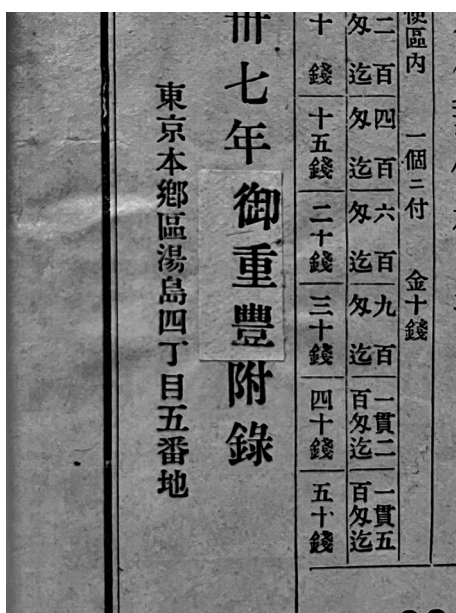 便區内 一個ニ付 金十錢
二百匁迄 四百匁迄 六百匁迄 九百匁迄 一貫二百匁迄 一貫五百匁迄
十錢 十五錢 二十錢 三十錢 四十錢 五十錢
卅七年御重豐附錄
東京本鄕區湯島四丁目五番地